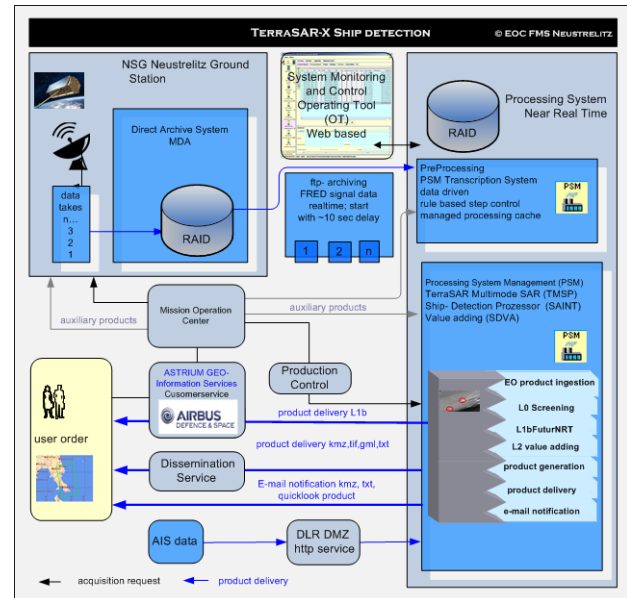 TerraSAR-X Ship detection
© EOC FMS Neustrelitz
NSG Neustrelitz Ground
Station
Direct Archive System
MDA
RAID
data
takes
n...
3
2
1
System Monitoring
and Control
Operating Tool
(OT) ,
Web based
ftp- archiving
FRED signal data
realtime; start
with ~10 sec delay
1
2
n
Processing System
Near Real Time
RAID
PreProcessing
PSM Transcription System
data driven
rule based step control
managed processing cache
PSM
auxiliary products
Mission Operation
Center
auxiliary products
Processing System Management (PSM)
TerraSAR Multimode SAR (TMSP)
Ship- Detection Prozessor (SAINT)
Value adding (SDVA)
PSM
EO product ingestion
L0 Screening
L1bFuturNRT
L2 value adding
product generation
product delivery
e-mail notification
ASTRIUM GEO-
Information Services
Cusomerservice
AIRBUS
DEFENCE & SPACE
Production
Control
user order
product delivery L1b
product delivery kmz,tif,gml,txt
Dissemination
Service
E-mail notification kmz, txt,
quicklook product
AIS data
DLR DMZ
http service
acquisition request
product delivery